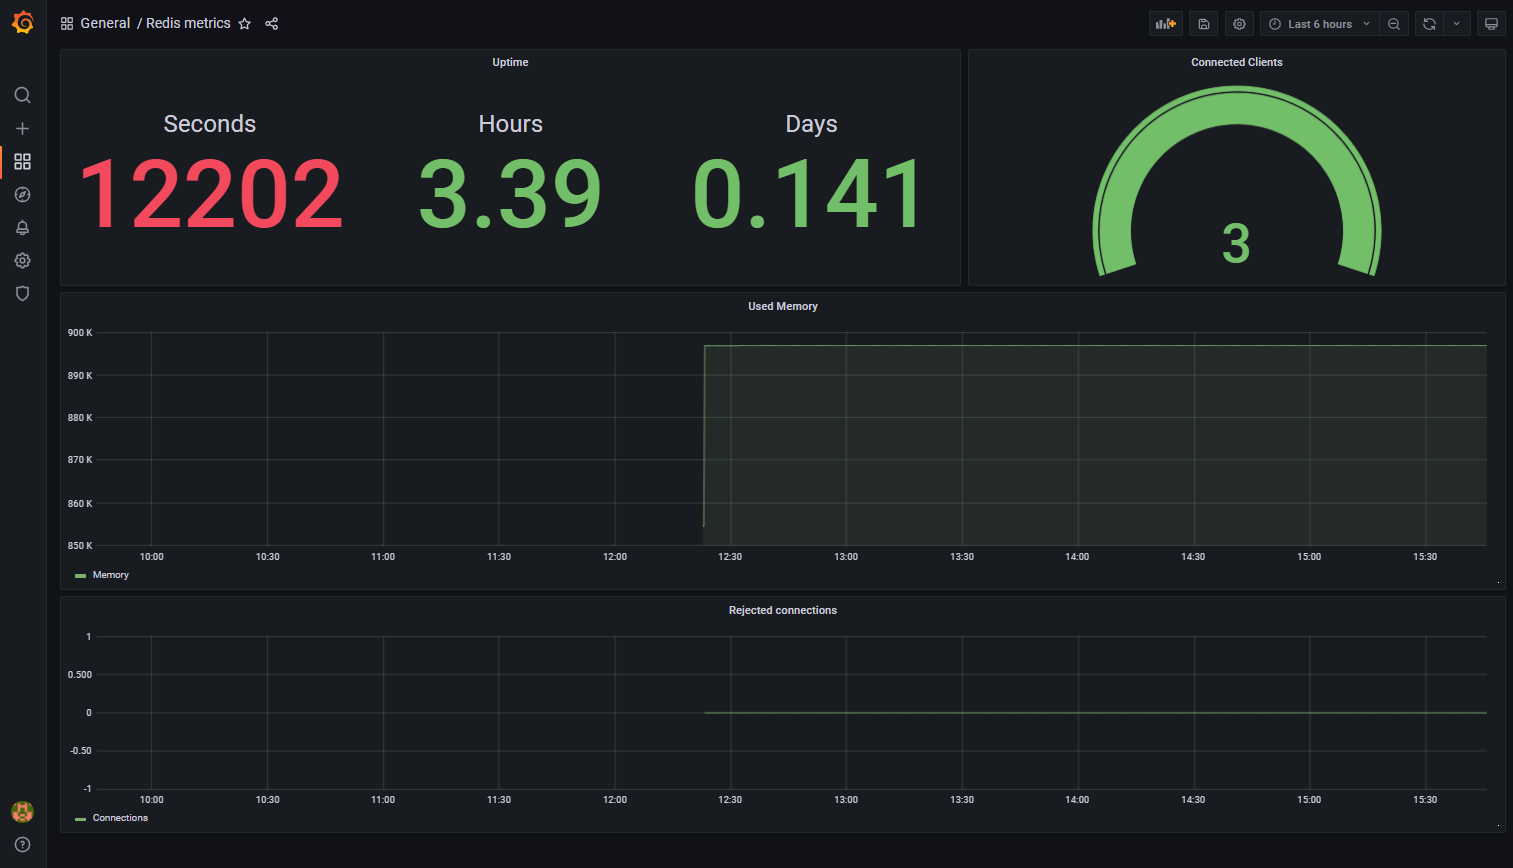 General / Redis metrics
Last 6 hours
Uptime
Seconds Hours Days
12202 3.39 0.141
Connected Clients
3
Used Memory
900 K
890 K
880 K
870 K
860 K
850 K
10:00 10:30 11:00 11:30 12:00 12:30 13:00 13:30 14:00 14:30 15:00 15:30
Memory
Rejected connections
1
0.500
0
-0.50
-1
10:00 10:30 11:00 11:30 12:00 12:30 13:00 13:30 14:00 14:30 15:00 15:30
Connections